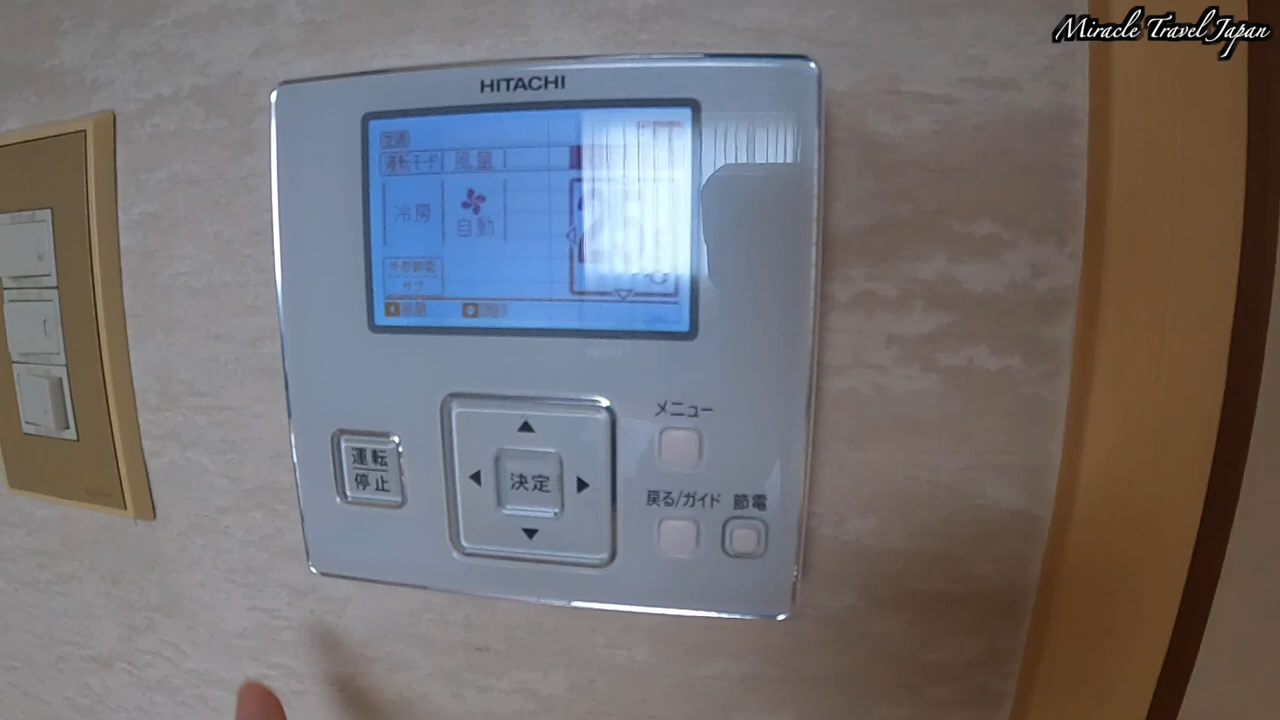 Miracle Travel Japan
HITACHI
運転モード 風量
冷房
自動
℃
メニュー
運転
停止
決定
戻る/ガイド 節電